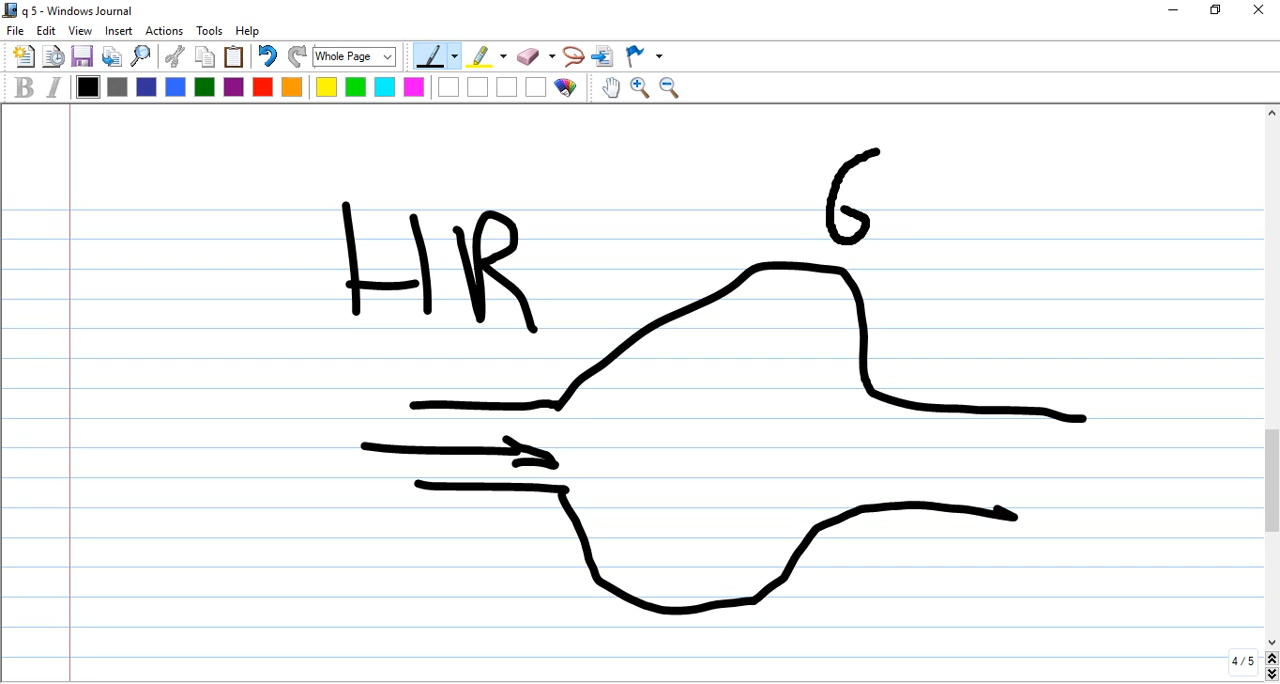 q 5 - Windows Journal
File Edit View Insert Actions Tools Help
Whole Page
B I
6
HR
4 / 5